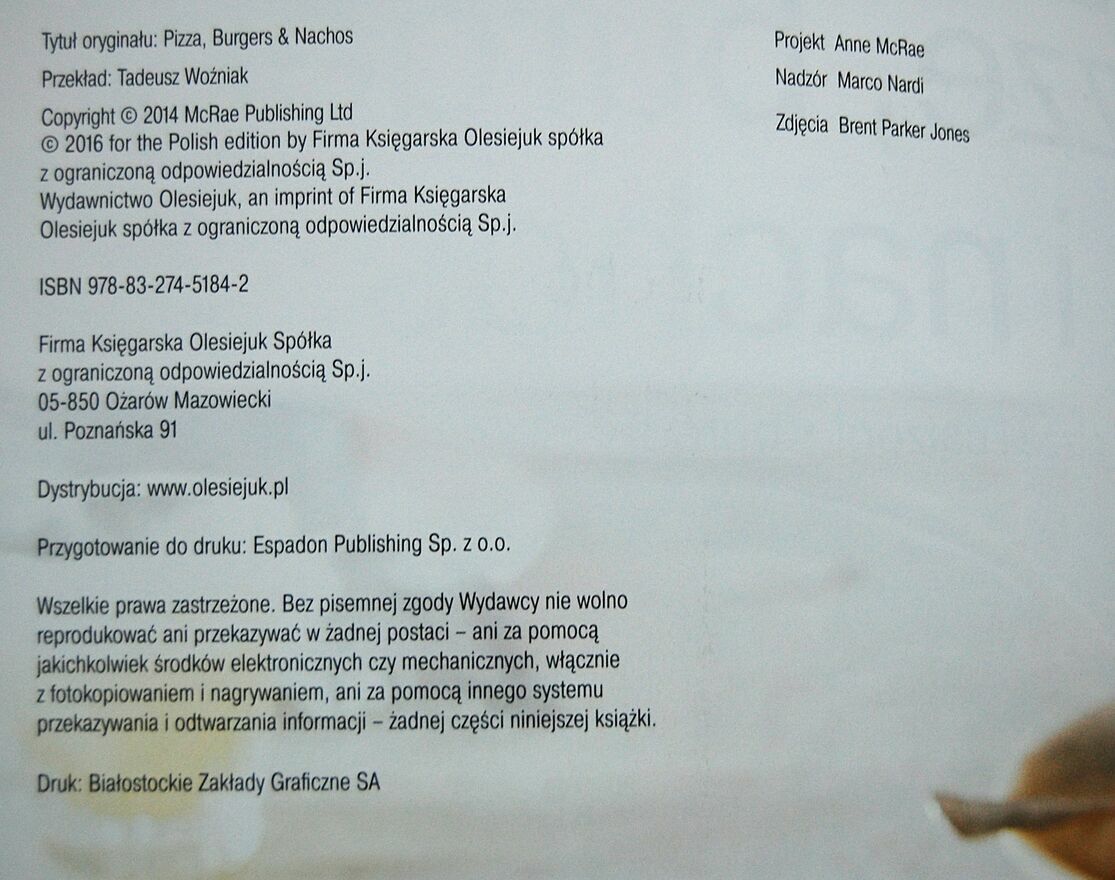 Tytuł oryginału: Pizza, Burgers & Nachos
Przekład: Tadeusz Woźniak
Copyright © 2014 McRae Publishing Ltd
© 2016 for the Polish edition by Firma Księgarska Olesiejuk spółka
z ograniczoną odpowiedzialnością Sp.j.
Wydawnictwo Olesiejuk, an imprint of Firma Księgarska
Olesiejuk spółka z ograniczoną odpowiedzialnością Sp.j.
ISBN 978-83-274-5184-2
Firma Księgarska Olesiejuk Spółka
z ograniczoną odpowiedzialnością Sp.j.
05-850 Ożarów Mazowiecki
ul. Poznańska 91
Dystrybucja: www.olesiejuk.pl
Przygotowanie do druku: Espadon Publishing Sp. z o.o.
Wszelkie prawa zastrzeżone. Bez pisemnej zgody Wydawcy nie wolno
reprodukować ani przekazywać w żadnej postaci – ani za pomocą
jakichkolwiek środków elektronicznych czy mechanicznych, włącznie
z fotokopiowaniem i nagrywaniem, ani za pomocą innego systemu
przekazywania i odtwarzania informacji – żadnej części niniejszej książki.
Druk: Białostockie Zakłady Graficzne SA
Projekt Anne McRae
Nadzór Marco Nardi
Zdjęcia Brent Parker Jones